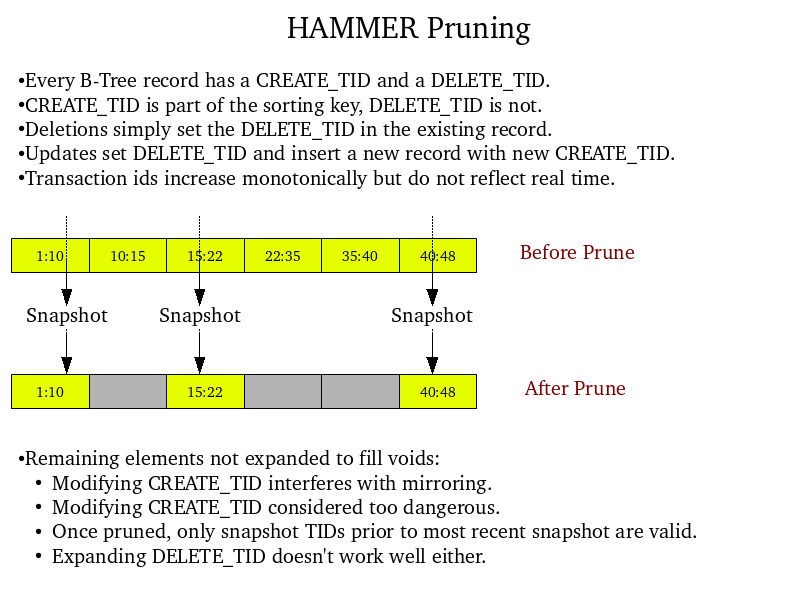 HAMMER Pruning
•Every B-Tree record has a CREATE_TID and a DELETE_TID.
•CREATE_TID is part of the sorting key, DELETE_TID is not.
•Deletions simply set the DELETE_TID in the existing record.
•Updates set DELETE_TID and insert a new record with new CREATE_TID.
•Transaction ids increase monotonically but do not reflect real time.
1:10 10:15 15:22 22:35 35:40 40:48 Before Prune
Snapshot Snapshot Snapshot
1:10 15:22 40:48 After Prune
•Remaining elements not expanded to fill voids:
• Modifying CREATE_TID interferes with mirroring.
• Modifying CREATE_TID considered too dangerous.
• Once pruned, only snapshot TIDs prior to most recent snapshot are valid.
• Expanding DELETE_TID doesn't work well either.